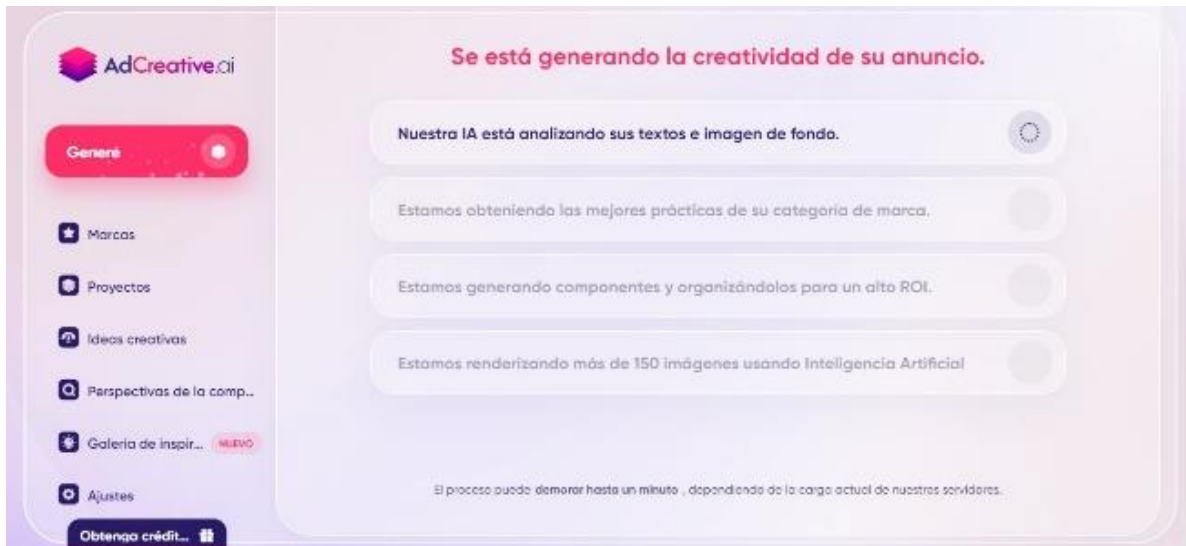 AdCreative.ai
Generé
Marcas
Proyectos
Ideas creativas
Perspectivas de la comp...
Galería de inspir... NUEVO
Ajustes
Obtenga crédit...
Se está generando la creatividad de su anuncio.
Nuestra IA está analizando sus textos e imagen de fondo.
Estamos obteniendo las mejores prácticas de su categoría de marca.
Estamos generando componentes y organizándolos para un alto ROI.
Estamos renderizando más de 150 imágenes usando Inteligencia Artificial
El proceso puede demorar hasta un minuto , dependiendo de la carga actual de nuestros servidores.